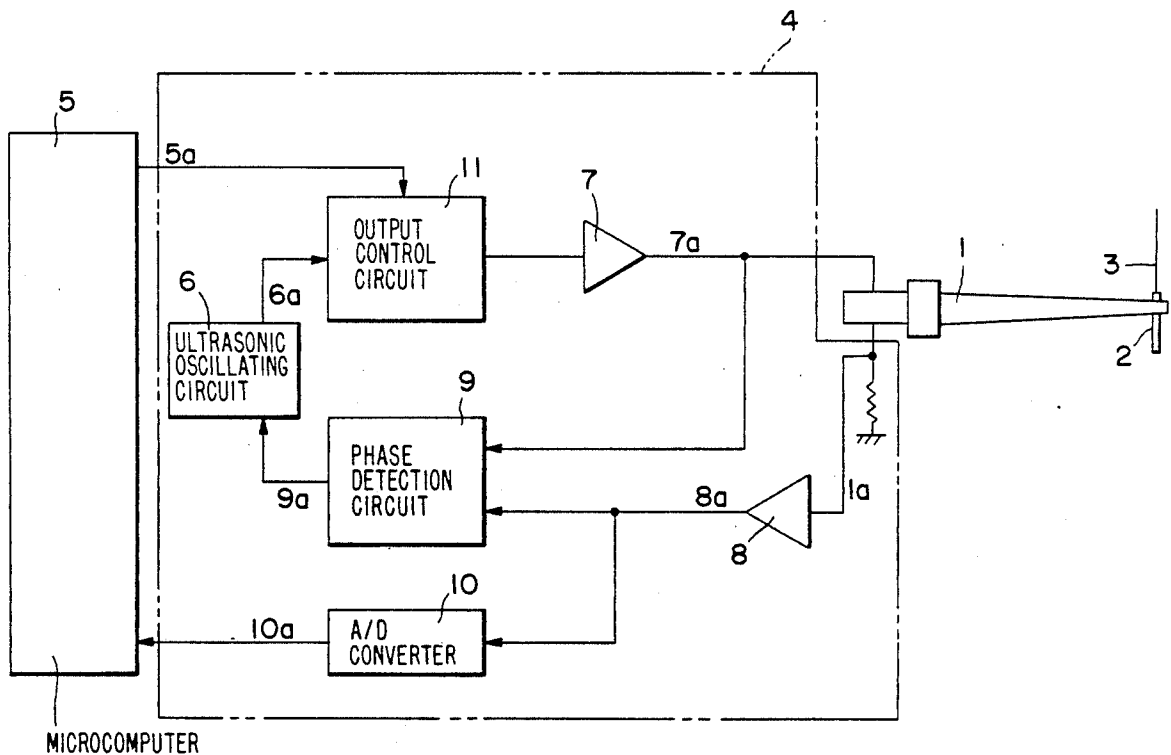 4
5
5a
11
7
OUTPUT
CONTROL
CIRCUIT
7a
1
3
6
6a
ULTRASONIC
OSCILLATING
CIRCUIT
2
9
PHASE
DETECTION
CIRCUIT
9a
8a
8
1a
10
10a
A/D
CONVERTER
MICROCOMPUTER